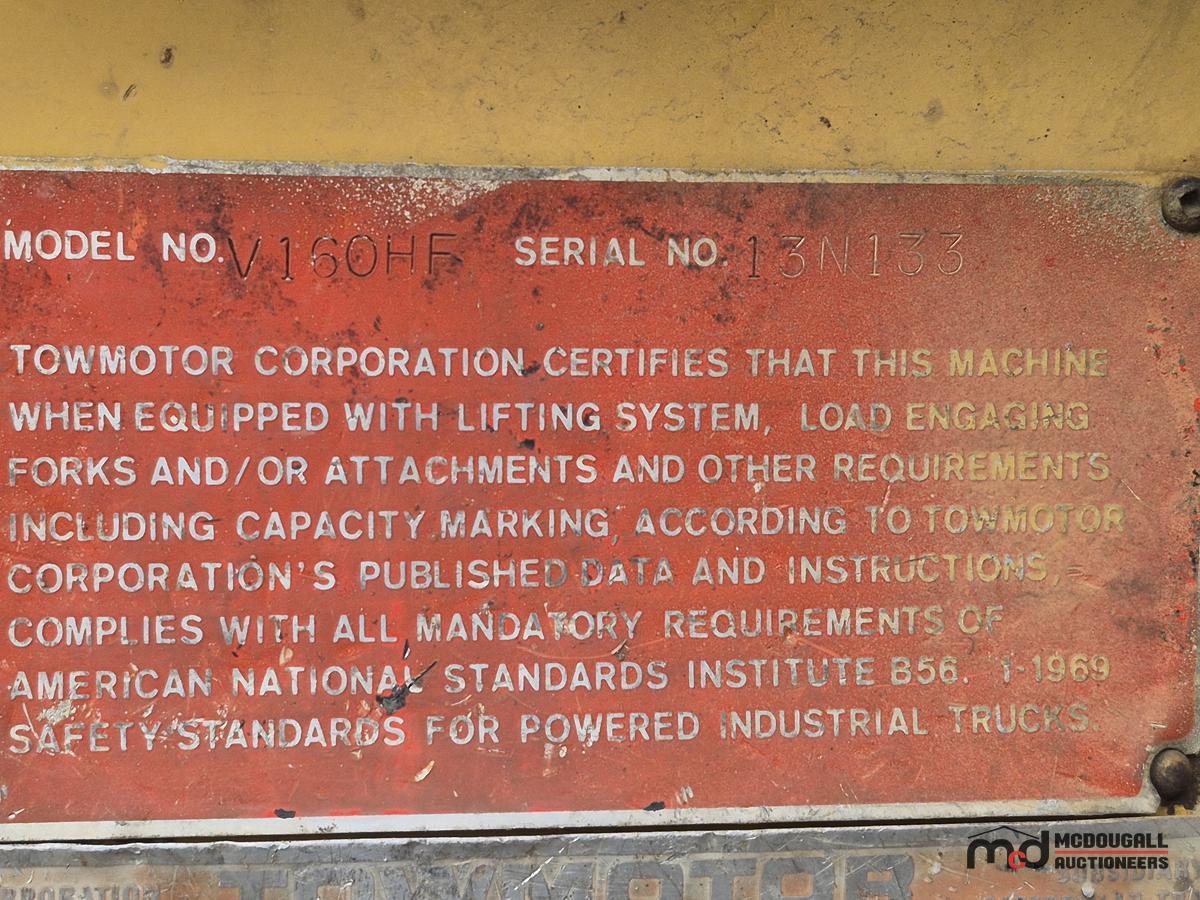 MODEL NO. V160HF SERIAL NO. 13N133
TOWMOTOR CORPORATION CERTIFIES THAT THIS MACHINE
WHEN EQUIPPED WITH LIFTING SYSTEM, LOAD ENGAGING
FORKS AND/OR ATTACHMENTS AND OTHER REQUIREMENTS
INCLUDING CAPACITY MARKING, ACCORDING TO TOWMOTOR
CORPORATION'S PUBLISHED DATA AND INSTRUCTIONS,
COMPLIES WITH ALL MANDATORY REQUIREMENTS OF
AMERICAN NATIONAL STANDARDS INSTITUTE B56. 1-1969
SAFETY STANDARDS FOR POWERED INDUSTRIAL TRUCKS.
TOWMOTOR
mcd MCDOUGALL
AUCTIONEERS